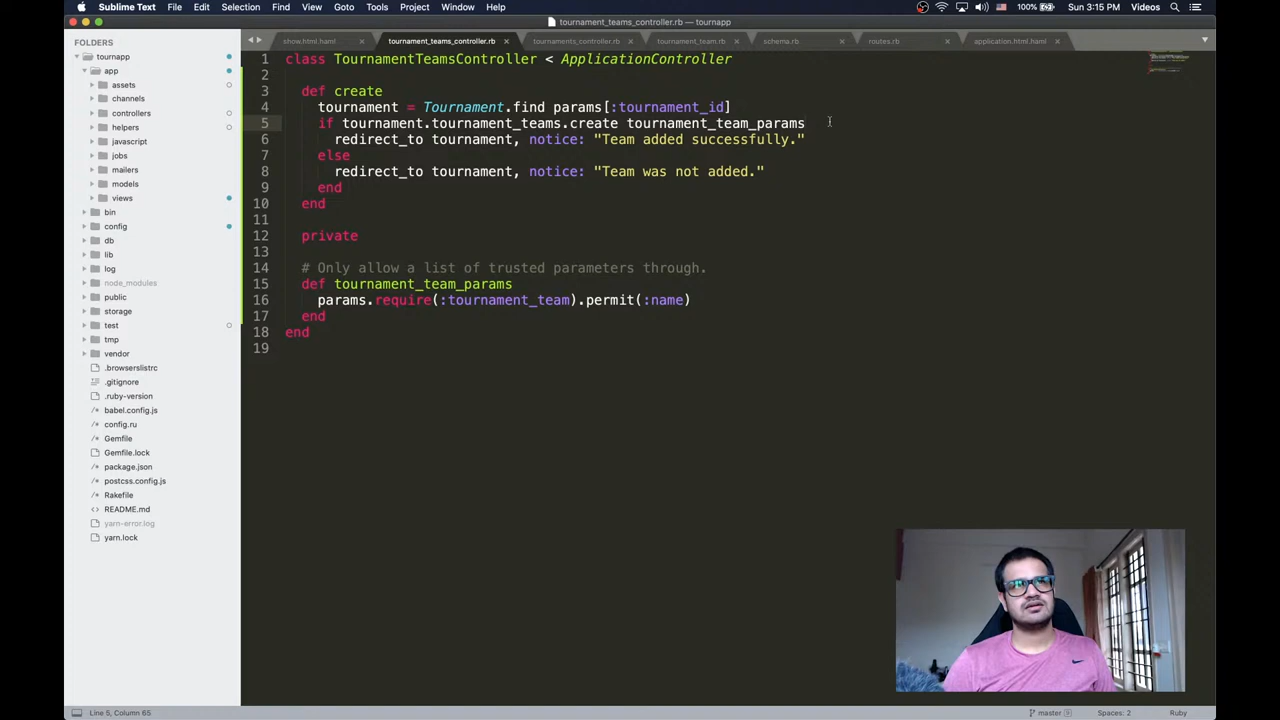 Sublime Text File Edit Selection Find View Goto Tools Project Window Help 100% Sun 3:15 PM Videos
tournament_teams_controller.rb — tournapp
FOLDERS
tournapp
app
assets
channels
controllers
helpers
javascript
jobs
mailers
models
views
bin
config
db
lib
log
node_modules
public
storage
test
tmp
vendor
.browserslistrc
.gitignore
.ruby-version
babel.config.js
config.ru
Gemfile
Gemfile.lock
package.json
postcss.config.js
Rakefile
README.md
yarn-error.log
yarn.lock
show.html.haml tournament_teams_controller.rb tournaments_controller.rb tournament_team.rb schema.rb routes.rb application.html.haml
1 class TournamentTeamsController < ApplicationController
2
3 def create
4 tournament = Tournament.find params[:tournament_id]
5 if tournament.tournament_teams.create tournament_team_params
6 redirect_to tournament, notice: "Team added successfully."
7 else
8 redirect_to tournament, notice: "Team was not added."
9 end
10 end
11
12 private
13
14 # Only allow a list of trusted parameters through.
15 def tournament_team_params
16 params.require(:tournament_team).permit(:name)
17 end
18 end
19
Line 5, Column 65 master 5 Spaces: 2 Ruby